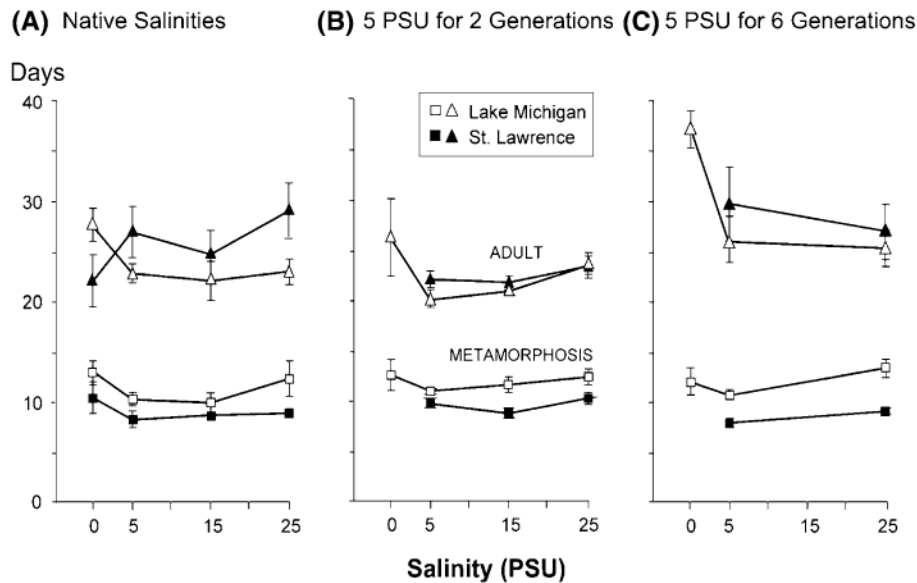 (A) Native Salinities
(B) 5 PSU for 2 Generations
(C) 5 PSU for 6 Generations
Days
40
30
20
10
0
Lake Michigan
St. Lawrence
ADULT
METAMORPHOSIS
0 5 15 25
0 5 15 25
0 5 15 25
Salinity (PSU)